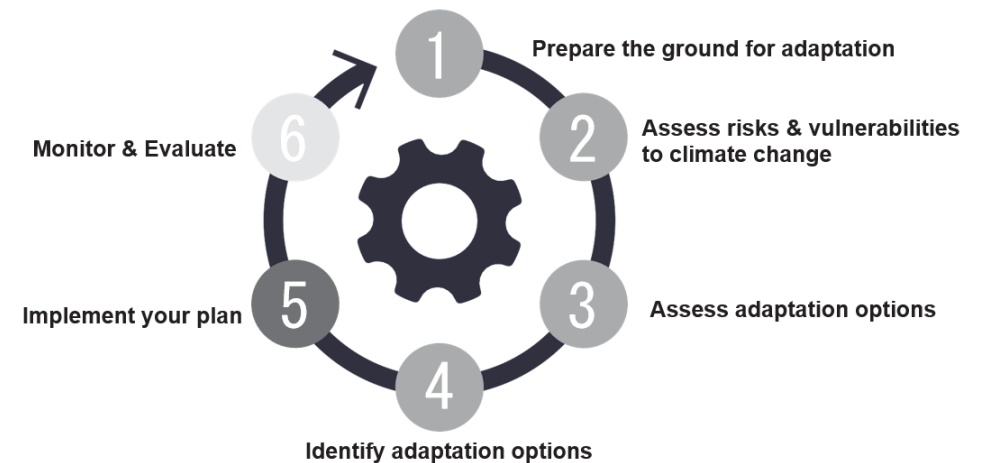 1
Prepare the ground for adaptation
2
Assess risks & vulnerabilities
to climate change
3
Assess adaptation options
4
Identify adaptation options
5
Implement your plan
6
Monitor & Evaluate